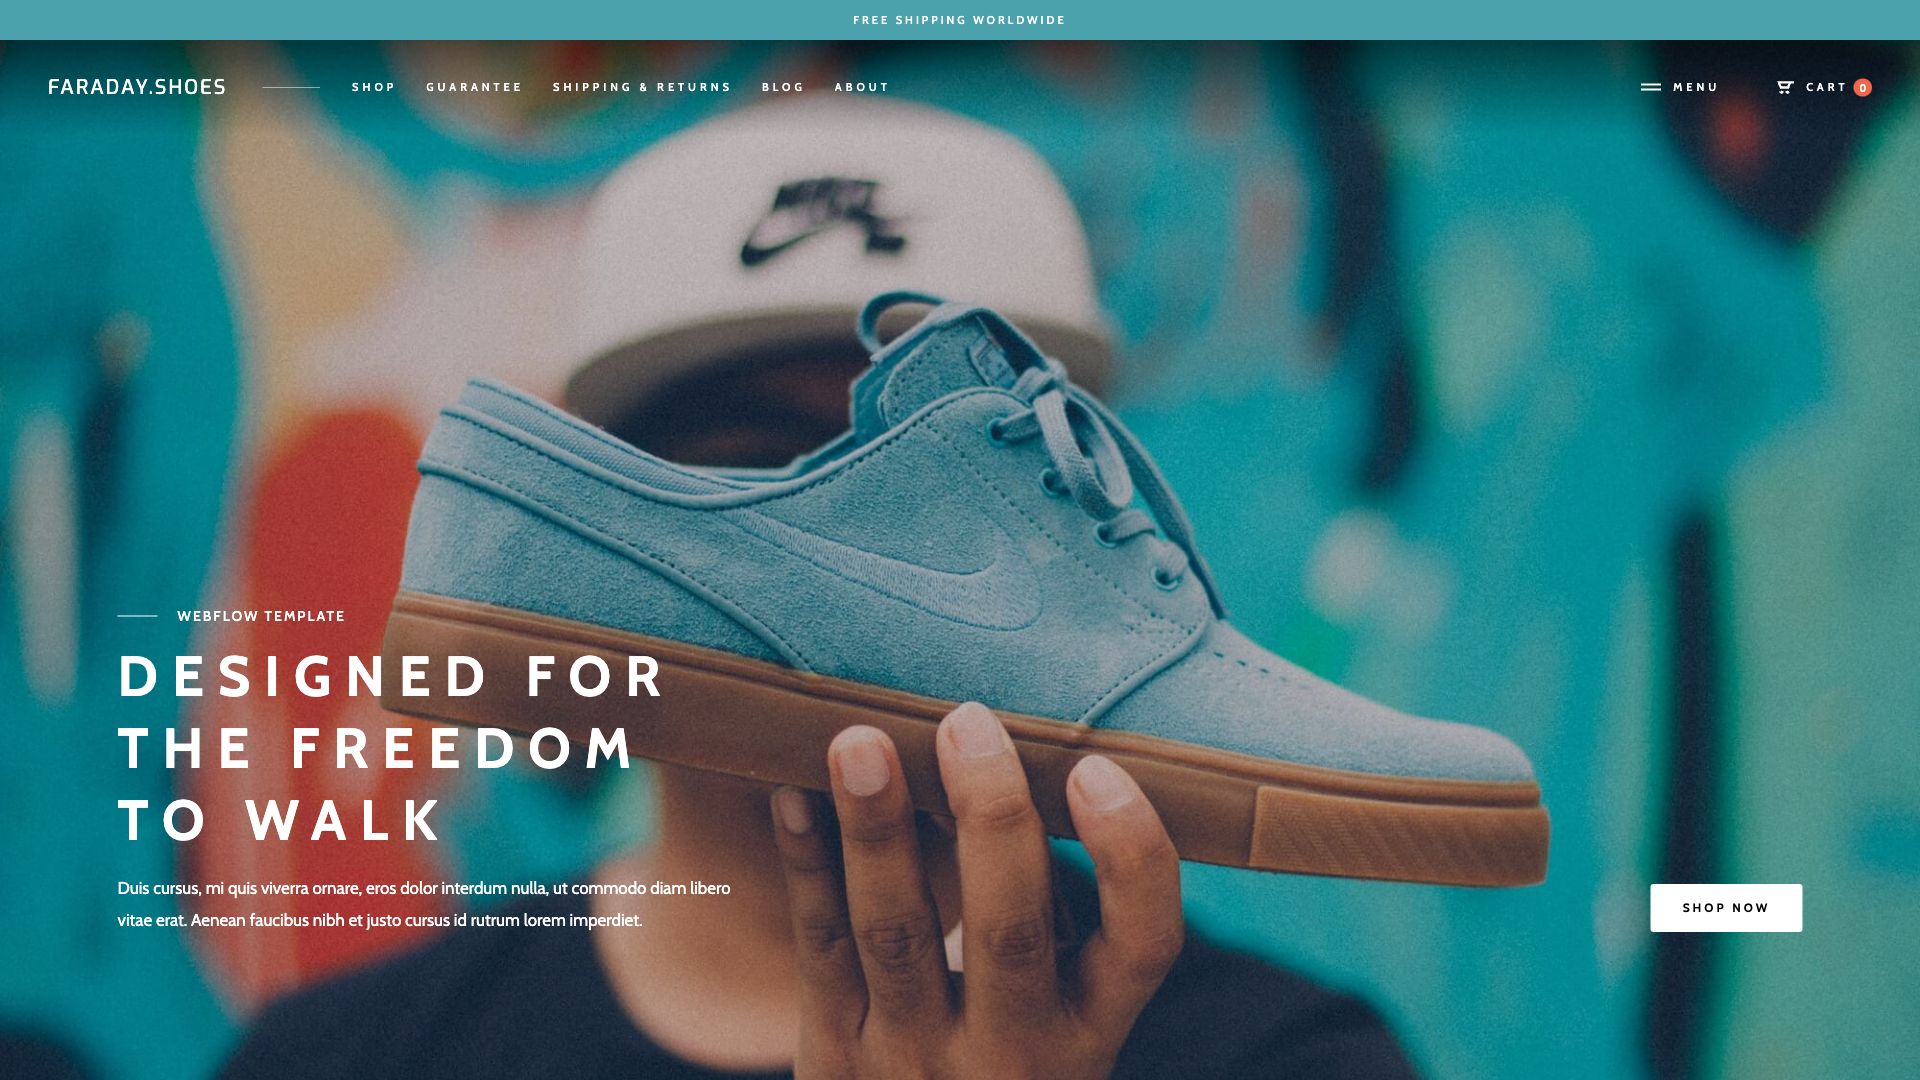 FREE SHIPPING WORLDWIDE
FARADAY.SHOES SHOP GUARANTEE SHIPPING & RETURNS BLOG ABOUT MENU CART 0
NIKE
WEBFLOW TEMPLATE
DESIGNED FOR
THE FREEDOM
TO WALK
Duis cursus, mi quis viverra ornare, eros dolor interdum nulla, ut commodo diam libero
vitae erat. Aenean faucibus nibh et justo cursus id rutrum lorem imperdiet.
SHOP NOW